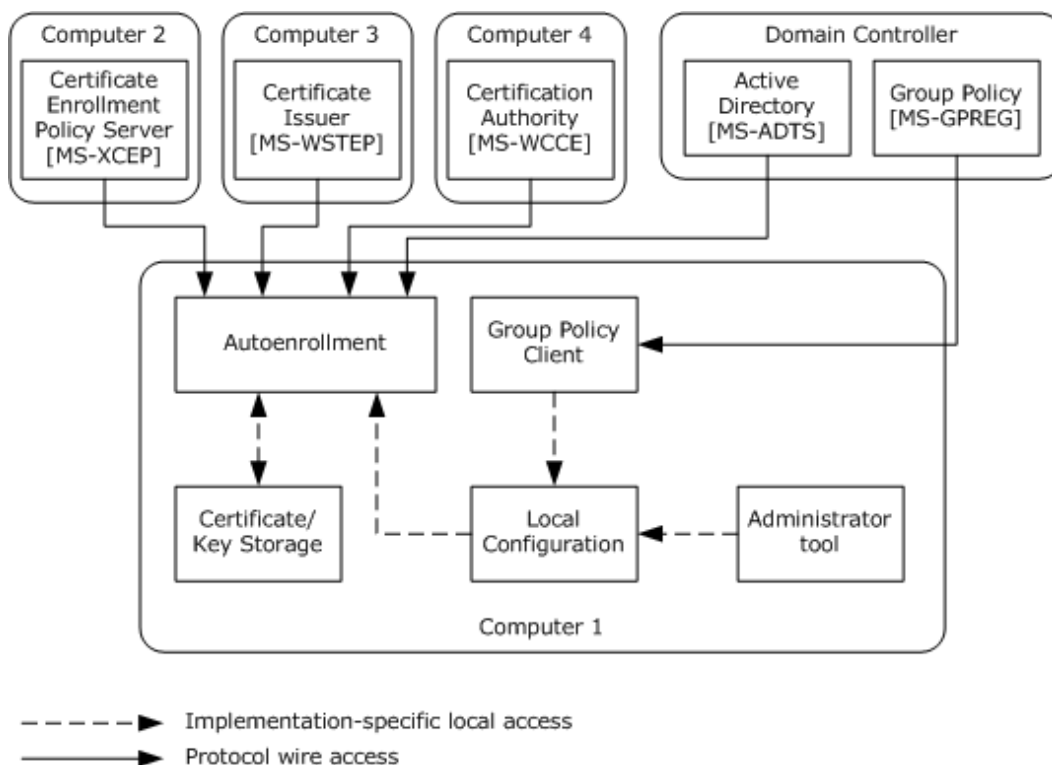 Computer 2
Computer 3
Computer 4
Domain Controller
Certificate
Enrollment
Policy Server
[MS-XCEP]
Certificate
Issuer
[MS-WSTEP]
Certification
Authority
[MS-WCCE]
Active
Directory
[MS-ADTS]
Group Policy
[MS-GPREG]
Autoenrollment
Group Policy
Client
Certificate/
Key Storage
Local
Configuration
Administrator
tool
Computer 1
Implementation-specific local access
Protocol wire access